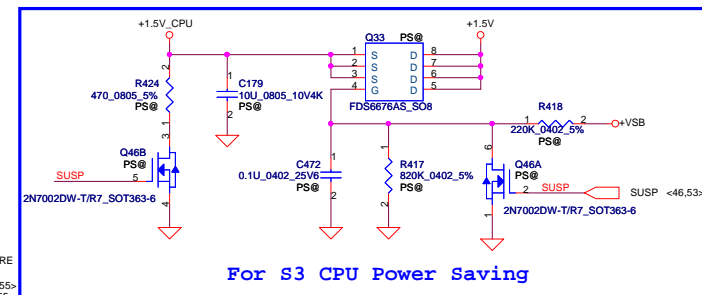 +1.5V_CPU
+1.5V
Q33 PS@
1 S D 8
2 S D 7
3 S D 6
4 G D 5
FDS6676AS_SO8
2
R424
470_0805_5%
PS@
1
1
C179
10U_0805_10V4K
PS@
2
R418
1 2
220K_0402_5%
PS@
+VSB
Q46B
PS@
3
SUSP 5
4
2N7002DW-T/R7_SOT363-6
1
C472
0.1U_0402_25V6
PS@
2
1
R417
820K_0402_5%
PS@
2
6
Q46A
PS@
2 SUSP
SUSP <46,53>
1
2N7002DW-T/R7_SOT363-6
For S3 CPU Power Saving
RE
55>